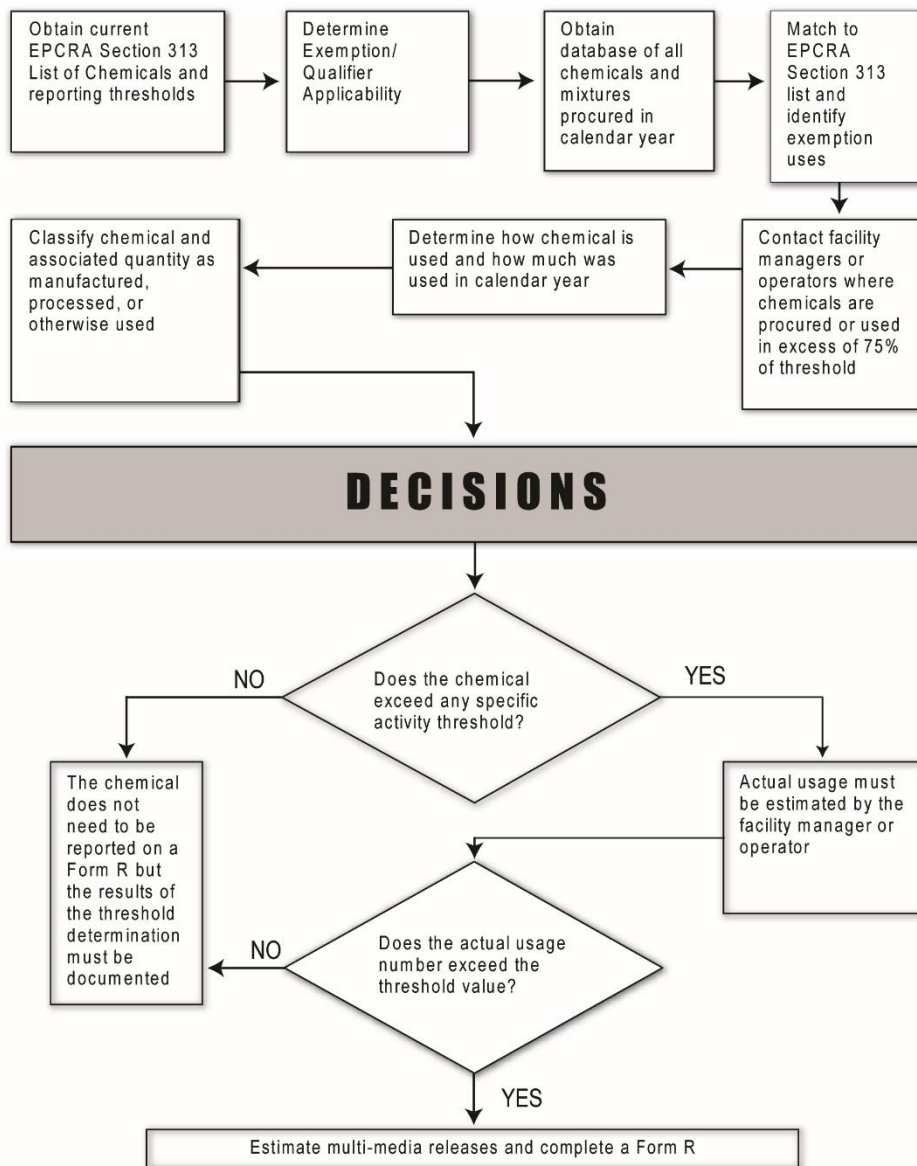 Obtain current
EPCRA Section 313
List of Chemicals and
reporting thresholds
Determine
Exemption/
Qualifier
Applicability
Obtain
database of all
chemicals and
mixtures
procured in
calendar year
Match to
EPCRA
Section 313
list and
identify
exemption
uses
Contact facility
managers or
operators where
chemicals are
procured or used
in excess of 75%
of threshold
Determine how chemical is
used and how much was
used in calendar year
Classify chemical and
associated quantity as
manufactured,
processed, or
otherwise used
DECISIONS
Does the chemical
exceed any specific
activity threshold?
NO
YES
The chemical
does not
need to be
reported on a
Form R but
the results of
the threshold
determination
must be
documented
Actual usage must
be estimated by the
facility manager or
operator
Does the actual usage
number exceed the
threshold value?
NO
YES
Estimate multi-media releases and complete a Form R